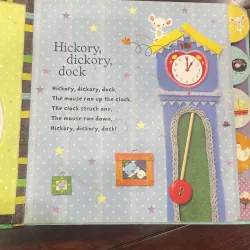 Hickory,
dickory,
dock
Hickory, dickory, dock,
The mouse ran up the clock.
The clock struck one,
The mouse ran down,
Hickory, dickory, dock!